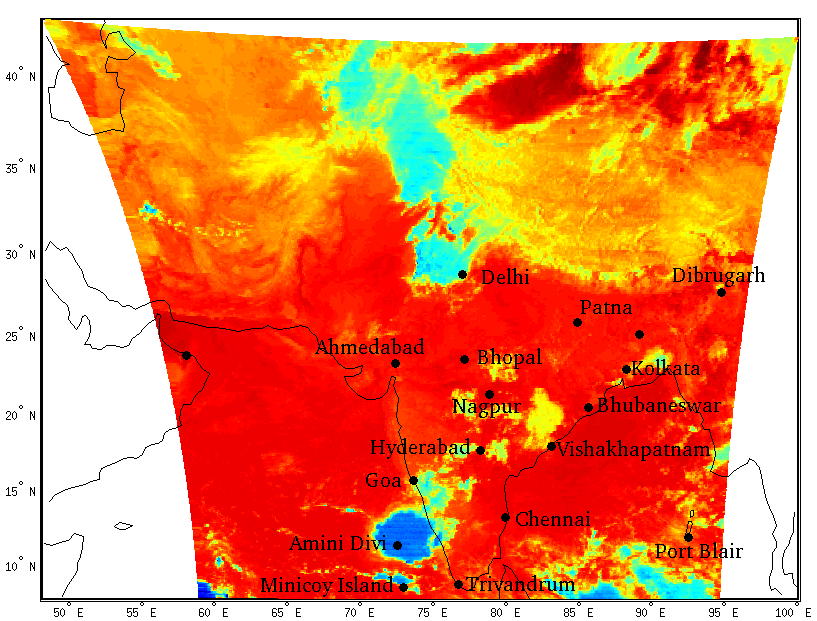 40° N
35° N
30° N
Delhi
Dibrugarh
Patna
25° N
Ahmedabad
Bhopal
Kolkata
20° N
Nagpur
Bhubaneswar
Hyderabad
Vishakhapatnam
15° N
Goa
Chennai
Amini Divi
Port Blair
10° N
Minicoy Island
Trivandrum
50° E 55° E 60° E 65° E 70° E 75° E 80° E 85° E 90° E 95° E 100° E